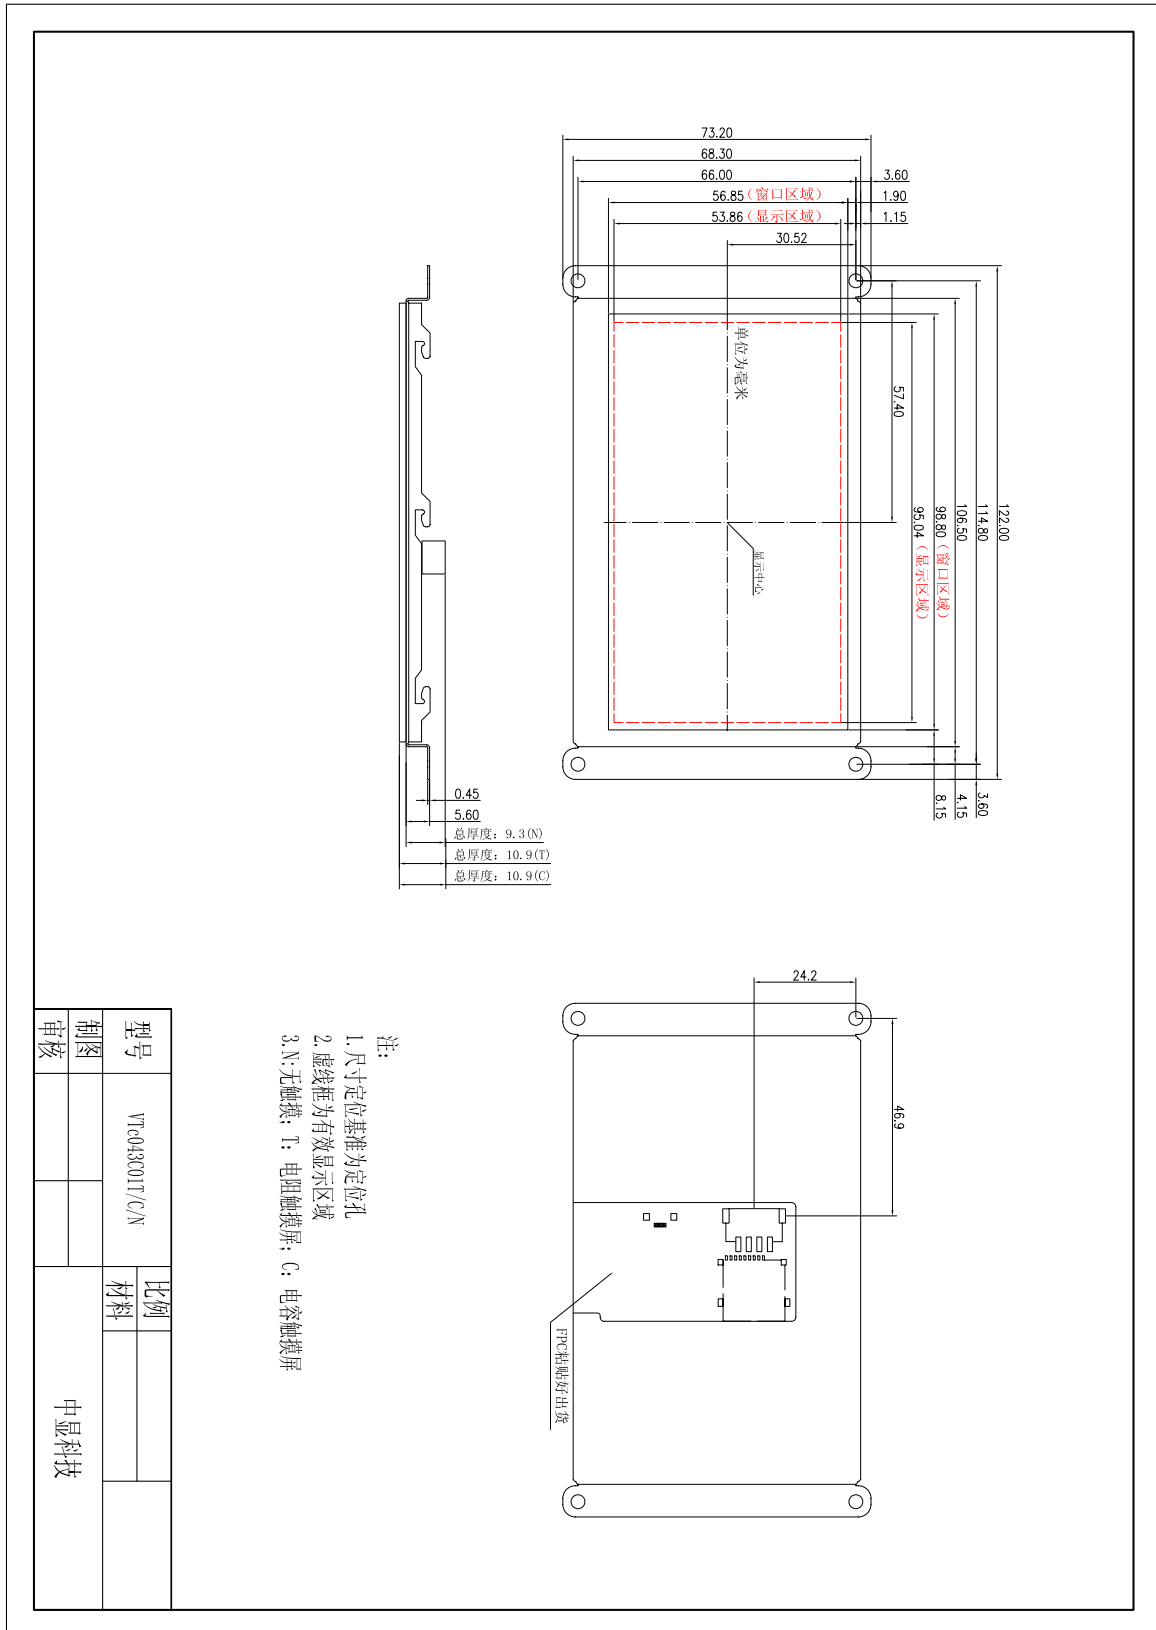 73.20
68.30
66.00
3.60
56.85(窗口区域)
1.90
53.86(显示区域)
1.15
30.52
单位为毫米
显示中心
57.40
95.04(显示区域)
98.80(窗口区域)
106.50
114.80
122.00
3.60
4.15
8.15
0.45
5.60
总厚度: 9.3(N)
总厚度: 10.9(T)
总厚度: 10.9(C)
24.2
46.9
FPC粘贴好出货
注:
1.尺寸定位基准为定位孔
2.虚线框为有效显示区域
3.N:无触摸; T: 电阻触摸屏; C: 电容触摸屏
型号
VTc043C01T/C/N
比例
材料
制图
审核
中显科技